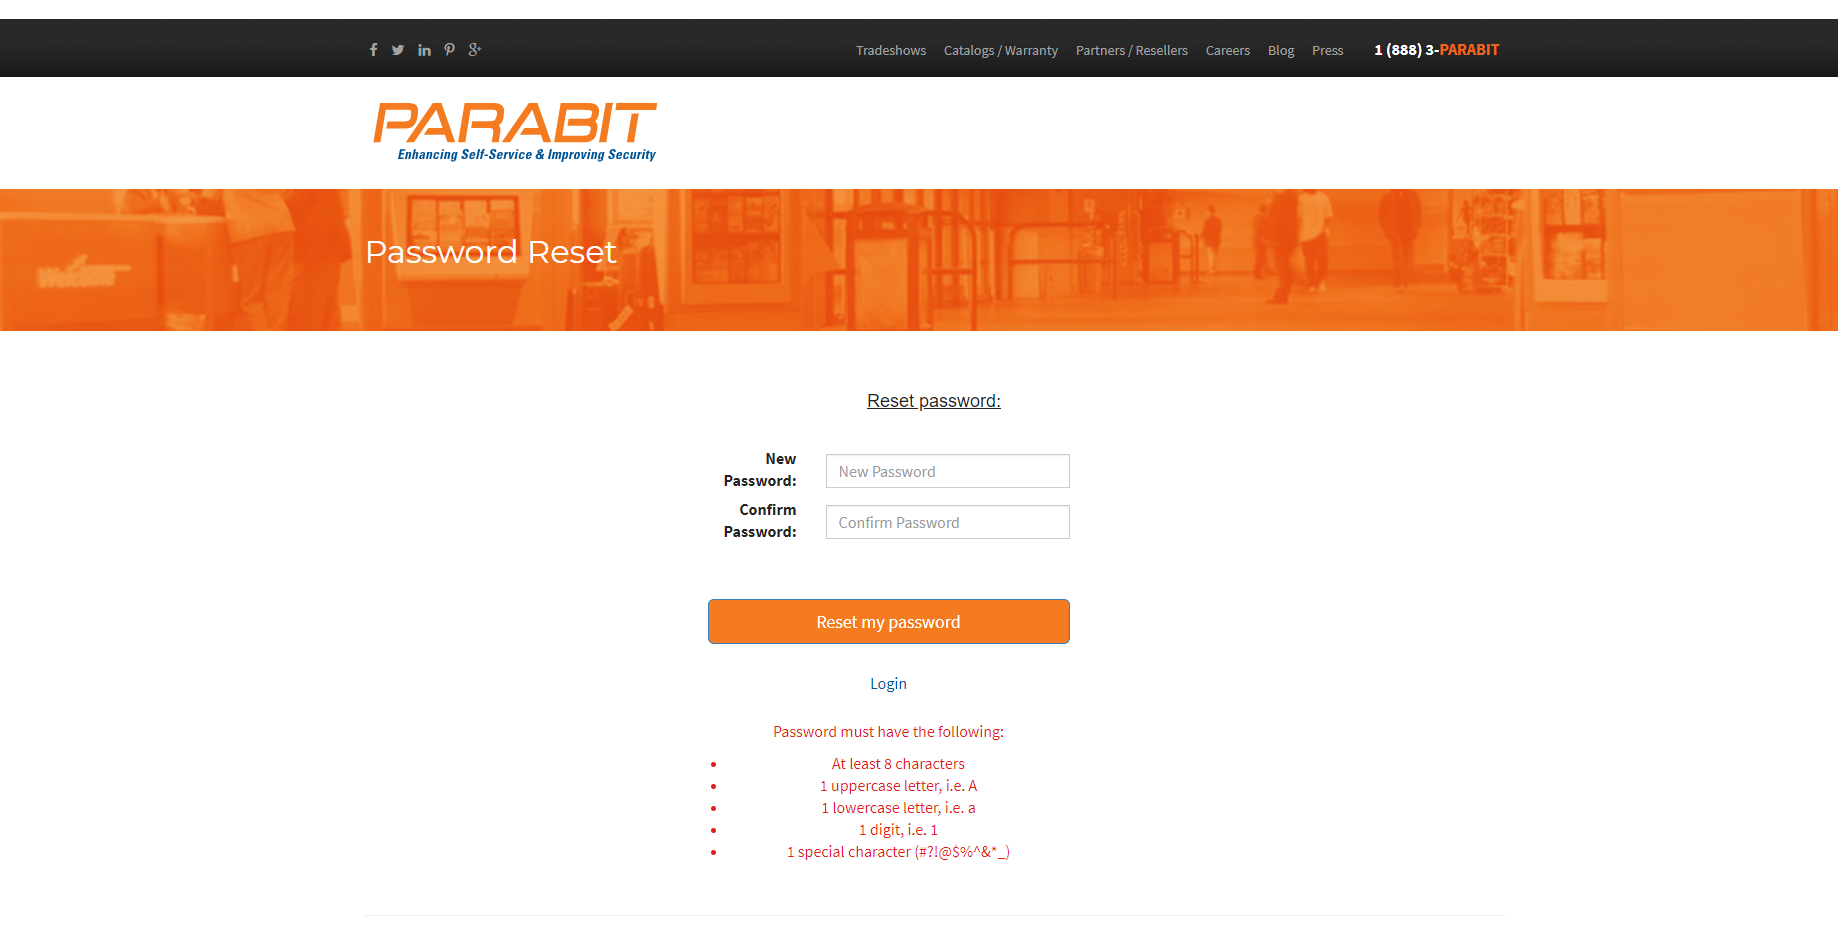 Tradeshows Catalogs / Warranty Partners / Resellers Careers Blog Press 1 (888) 3-PARABIT
PARABIT
Enhancing Self-Service & Improving Security
Password Reset
Reset password:
New
Password:
New Password
Confirm
Password:
Confirm Password
Reset my password
Login
Password must have the following:
• At least 8 characters
• 1 uppercase letter, i.e. A
• 1 lowercase letter, i.e. a
• 1 digit, i.e. 1
• 1 special character (#?!@$%^&*_)